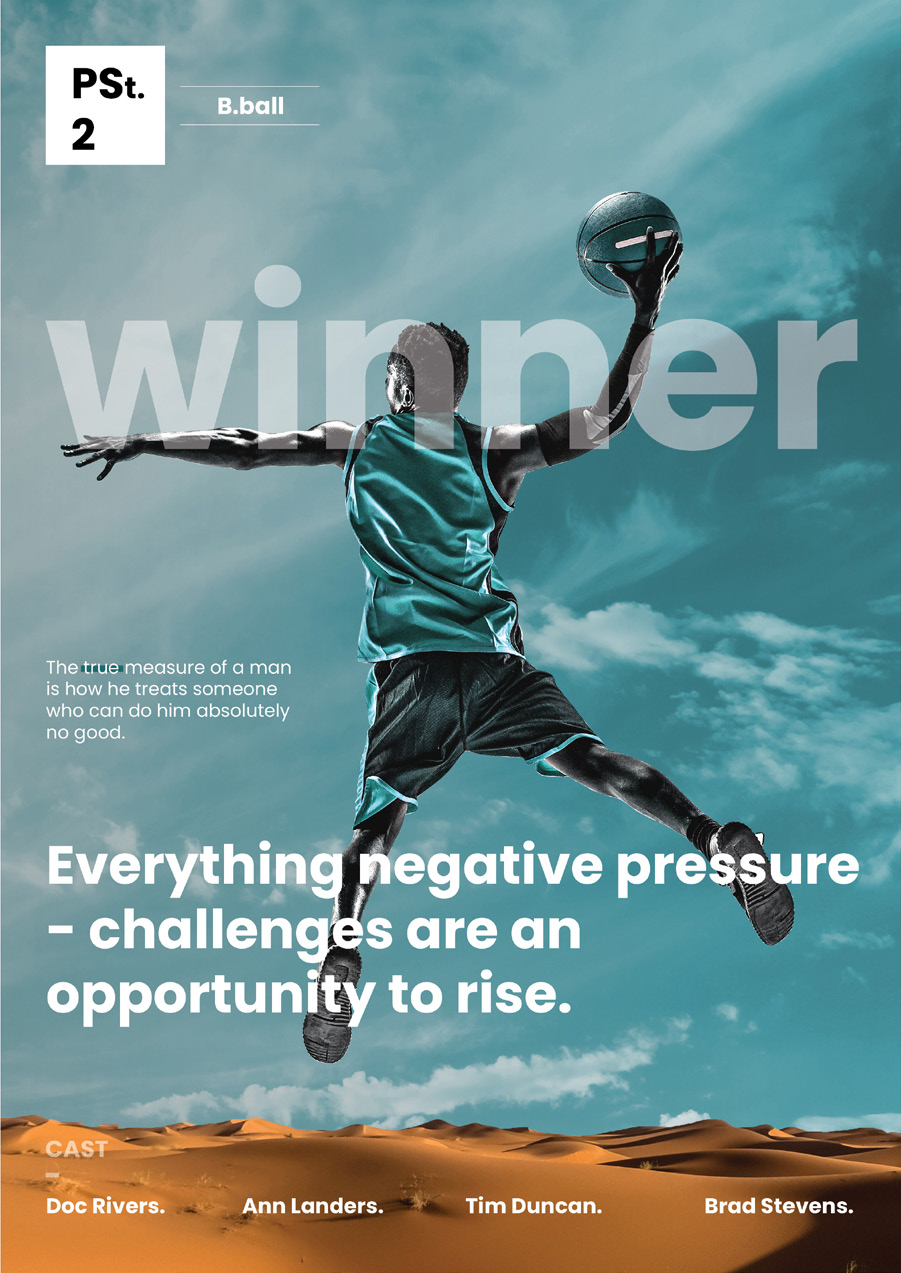 PSt.
2
B.ball
winner
The true measure of a man
is how he treats someone
who can do him absolutely
no good.
Everything negative pressure
- challenges are an
opportunity to rise.
CAST
-
Doc Rivers. Ann Landers. Tim Duncan. Brad Stevens.